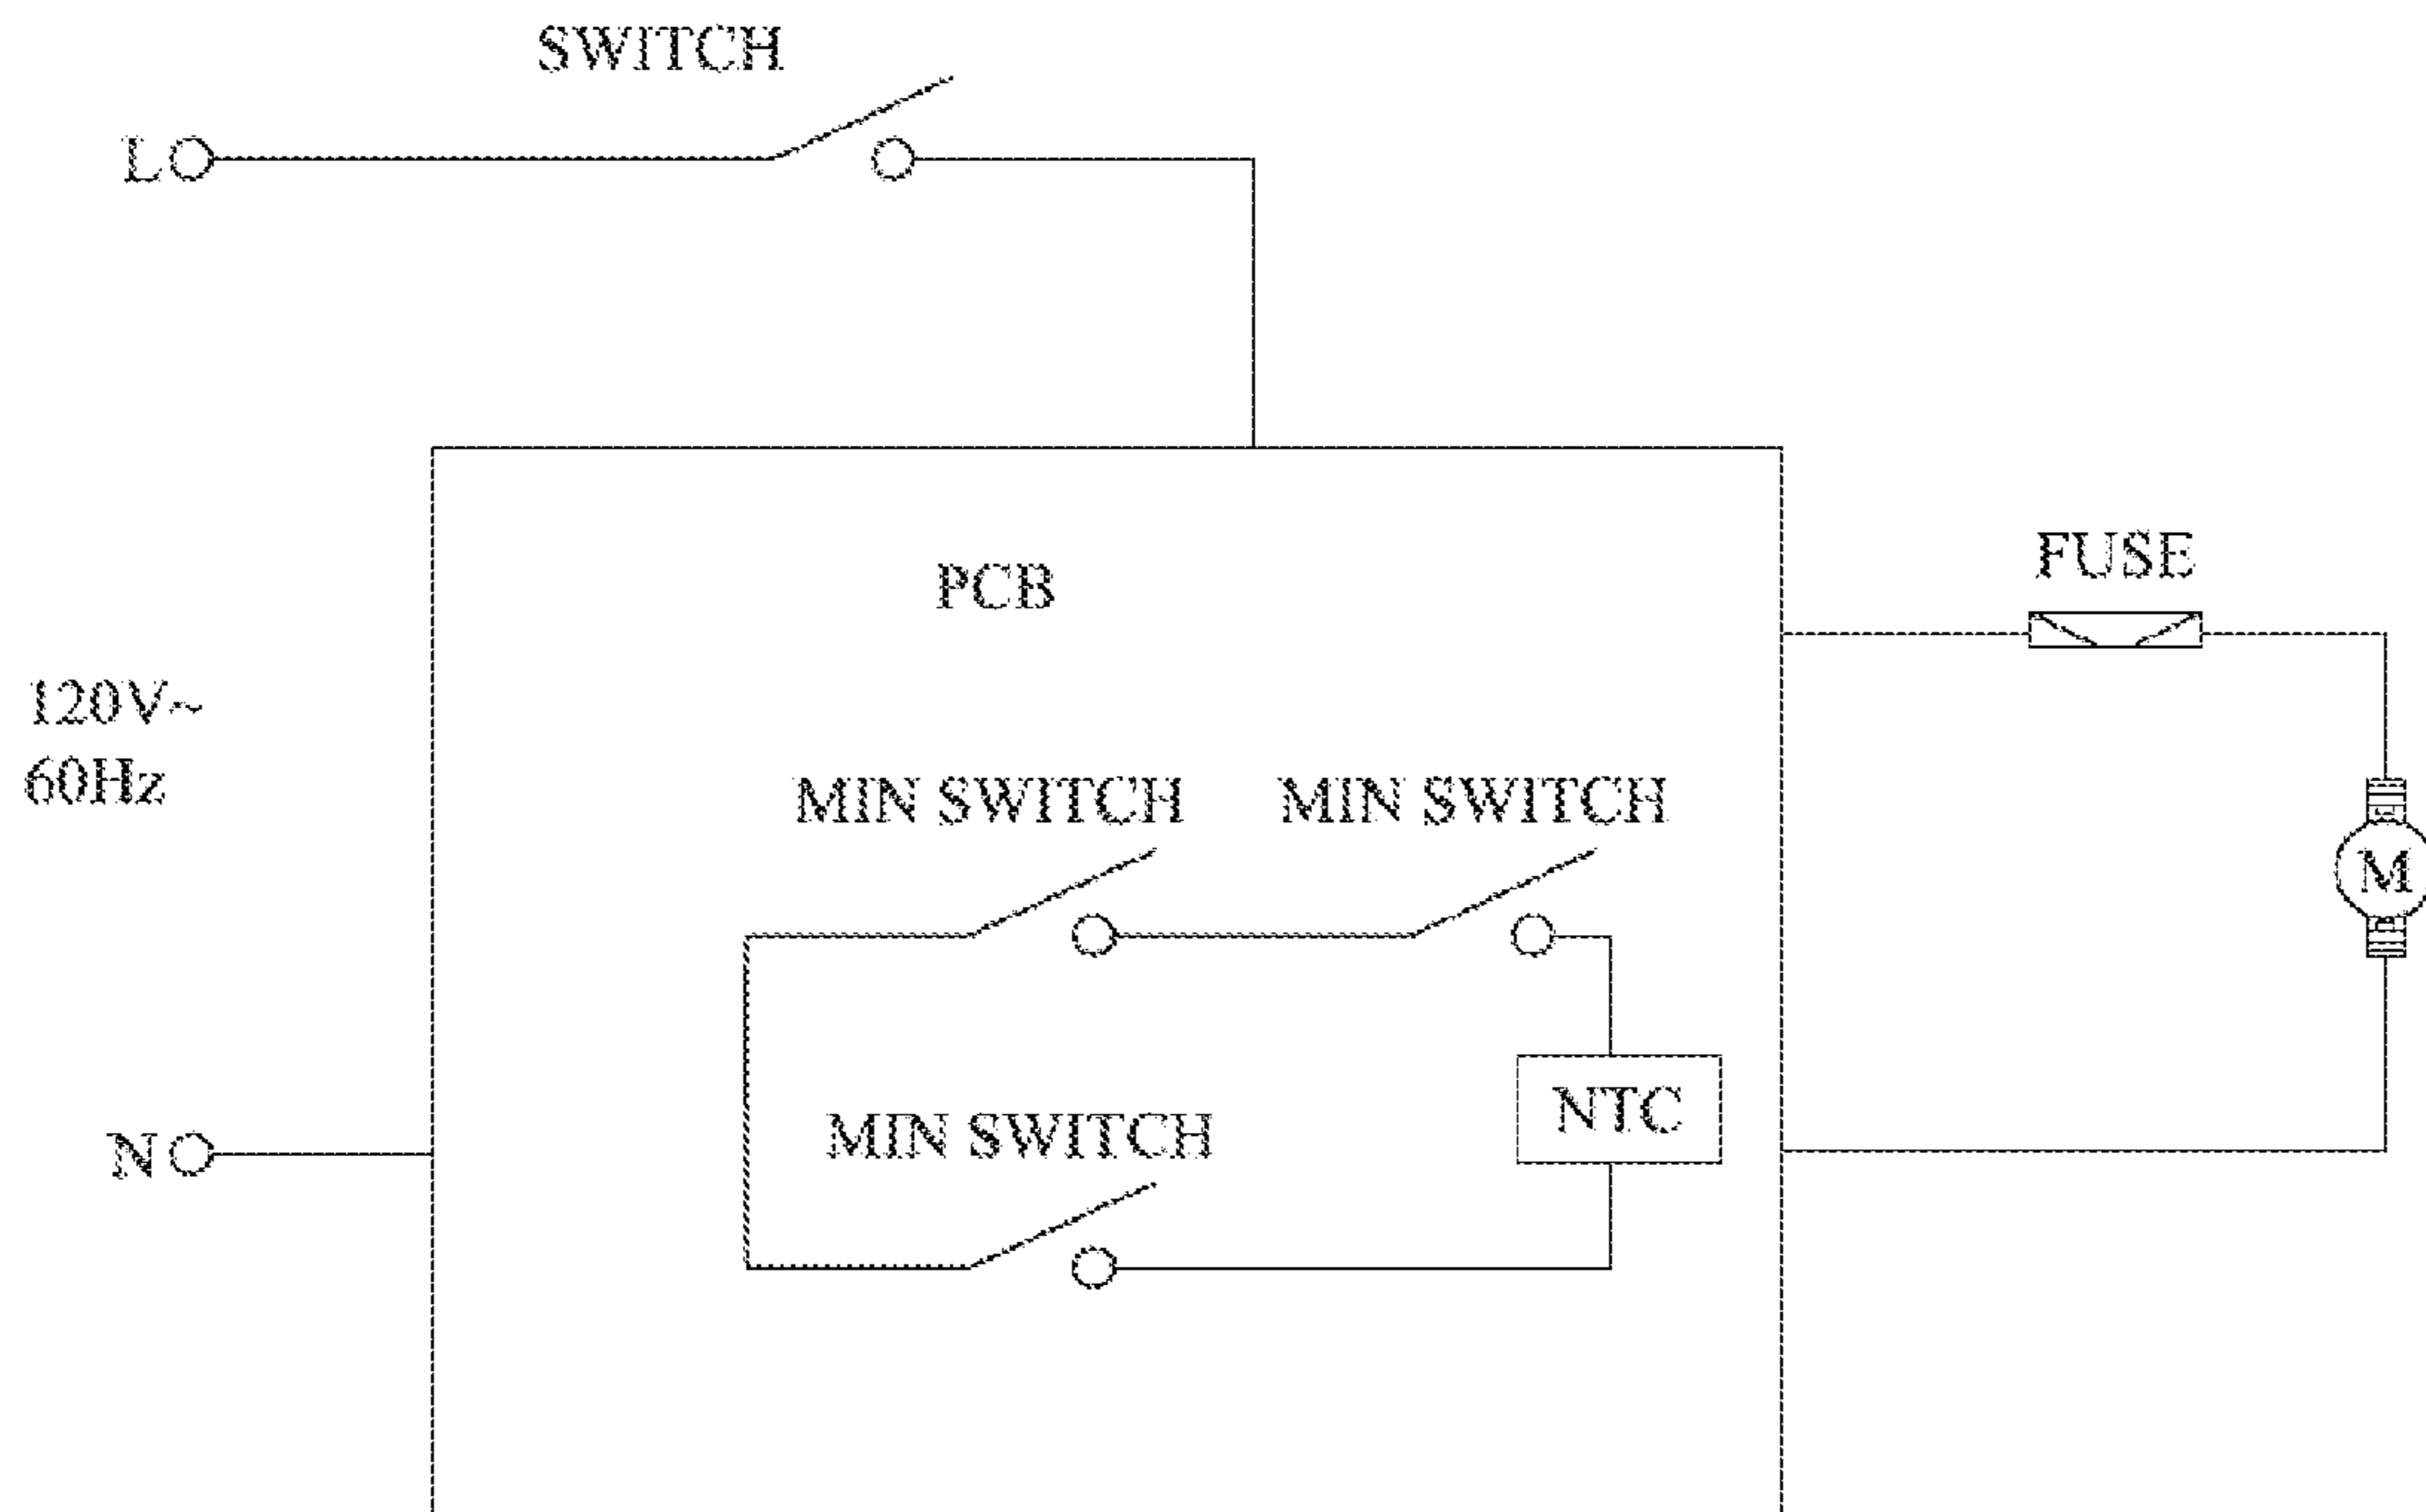 SWITCH
L
PCB
FUSE
120V~
60Hz
MIN SWITCH MIN SWITCH
M
NTC
MIN SWITCH
N